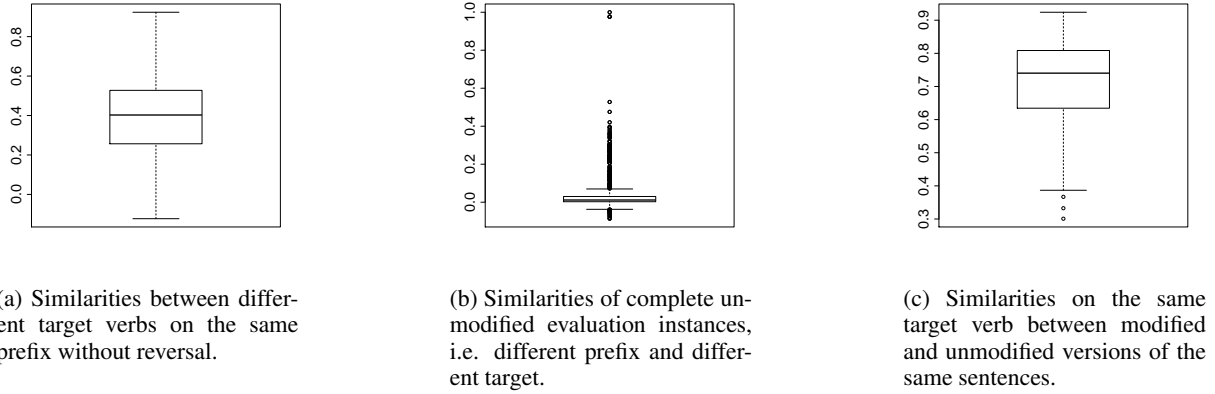 0.8
0.6
0.4
0.2
0.0
1.0
0.8
0.6
0.4
0.2
0.0
0.9
0.8
0.7
0.6
0.5
0.4
0.3
(a) Similarities between differ-
ent target verbs on the same
prefix without reversal.
(b) Similarities of complete un-
modified evaluation instances,
i.e. different prefix and differ-
ent target.
(c) Similarities on the same
target verb between modified
and unmodified versions of the
same sentences.